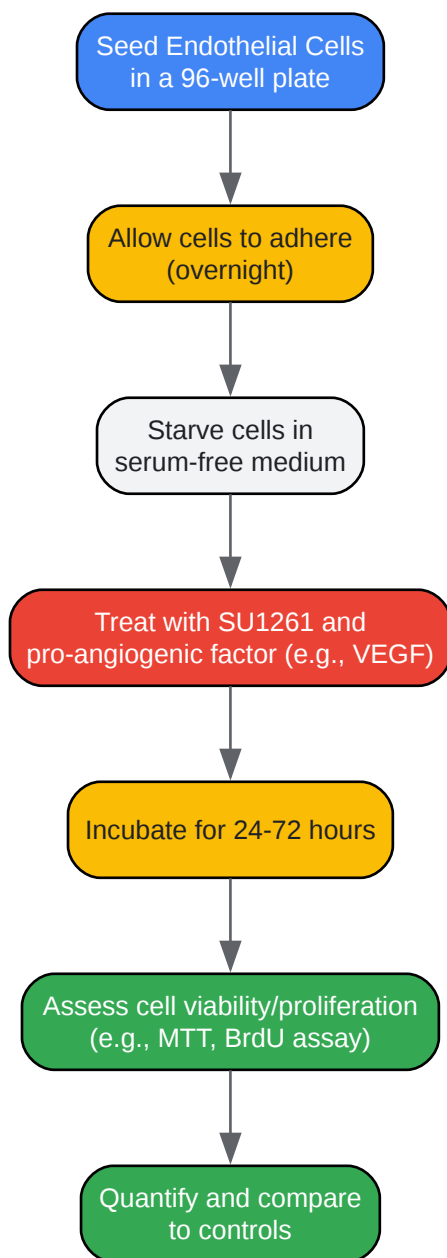 Seed Endothelial Cells
in a 96-well plate
Allow cells to adhere
(overnight)
Starve cells in
serum-free medium
Treat with SU1261 and
pro-angiogenic factor (e.g., VEGF)
Incubate for 24-72 hours
Assess cell viability/proliferation
(e.g., MTT, BrdU assay)
Quantify and compare
to controls